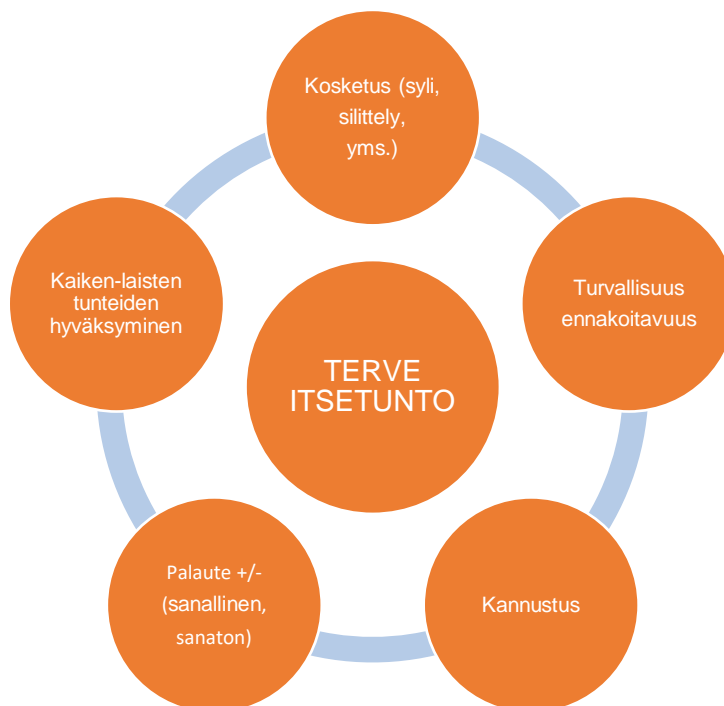 Kosketus (syli,
silittely,
yms.)
Turvallisuus
ennakoitavuus
Kannustus
Palaute +/-
(sanallinen,
sanaton)
Kaiken-laisten
tunteiden
hyväksyminen
TERVE
ITSETUNTO